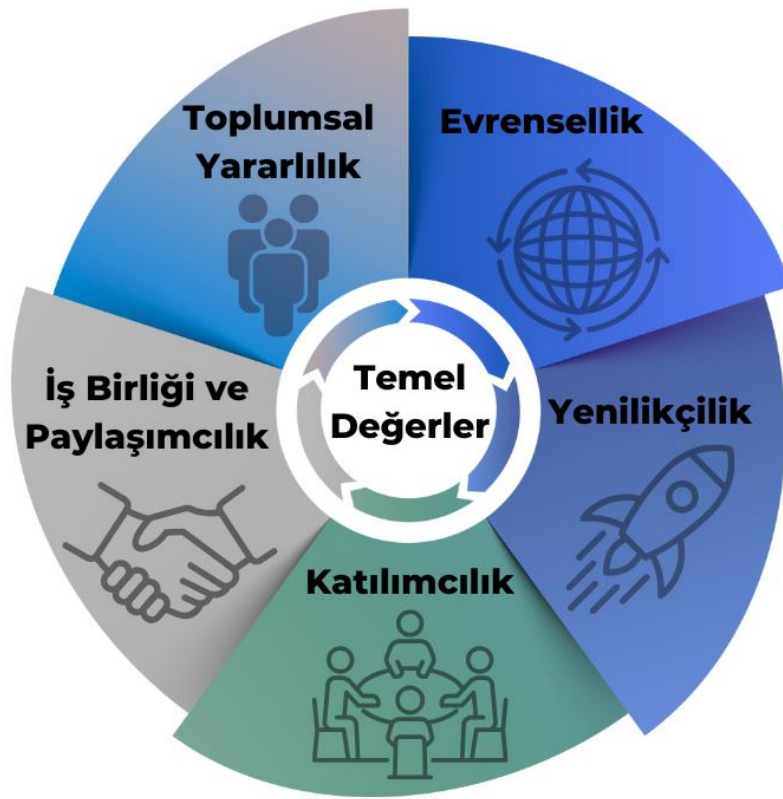 Toplumsal
Yararlılık
Evrensellik
İş Birliği ve
Paylaşımcılık
Temel
Değerler
Yenilikçilik
Katılımcılık